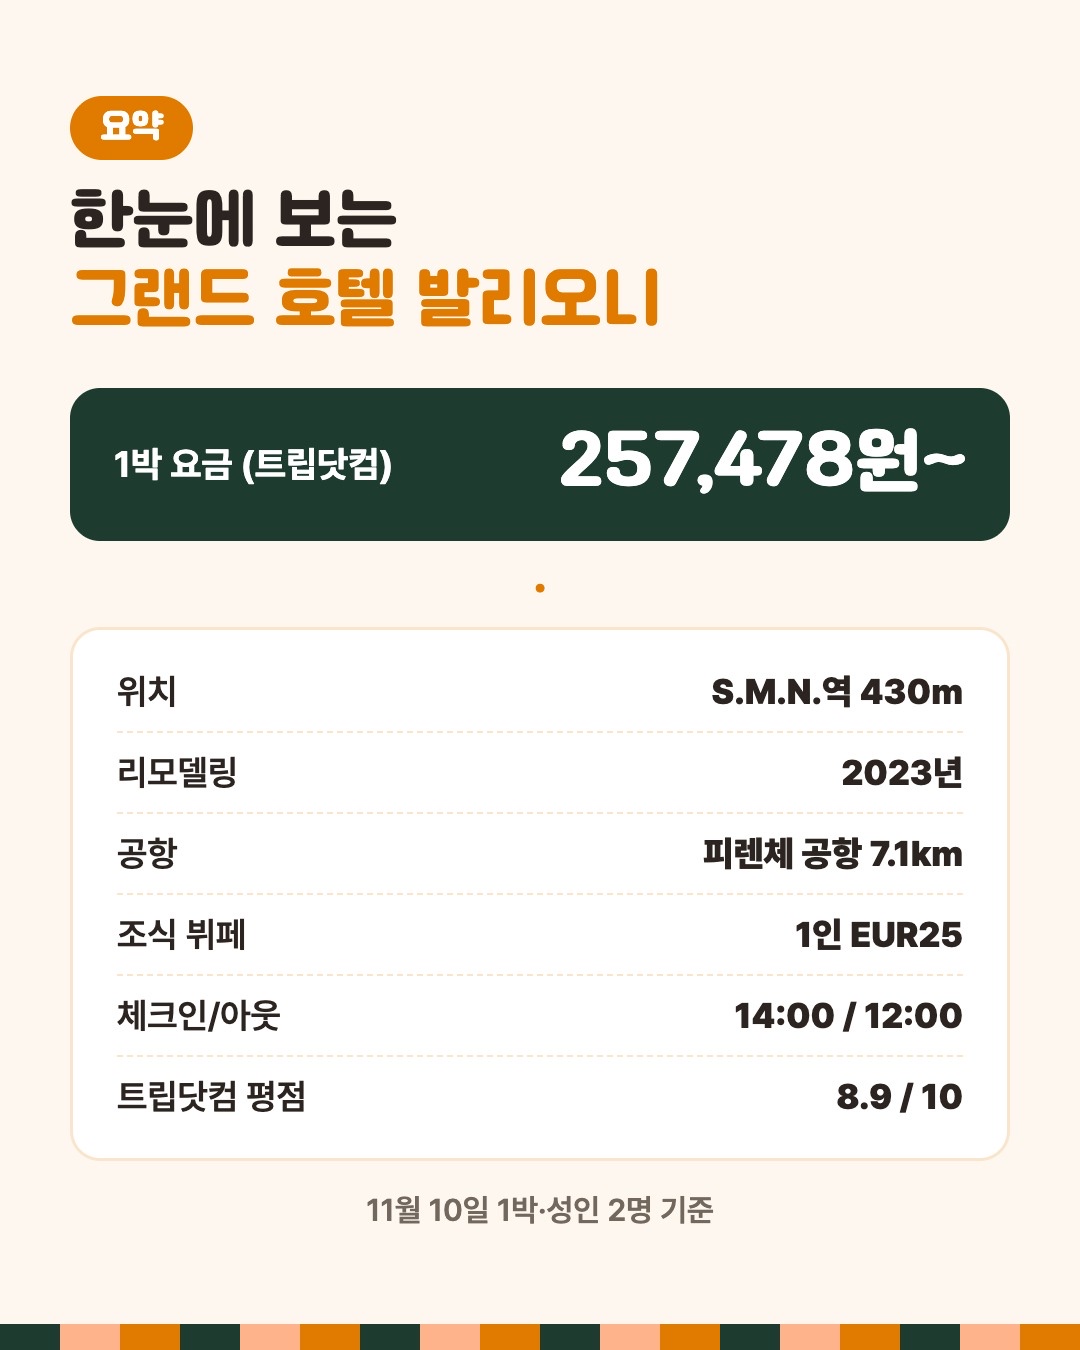 요약
한눈에 보는
그랜드 호텔 발리오니
1박 요금 (트립닷컴) 257,478원~
위치 S.M.N.역 430m
리모델링 2023년
공항 피렌체 공항 7.1km
조식 뷔페 1인 EUR25
체크인/아웃 14:00 / 12:00
트립닷컴 평점 8.9 / 10
11월 10일 1박·성인 2명 기준